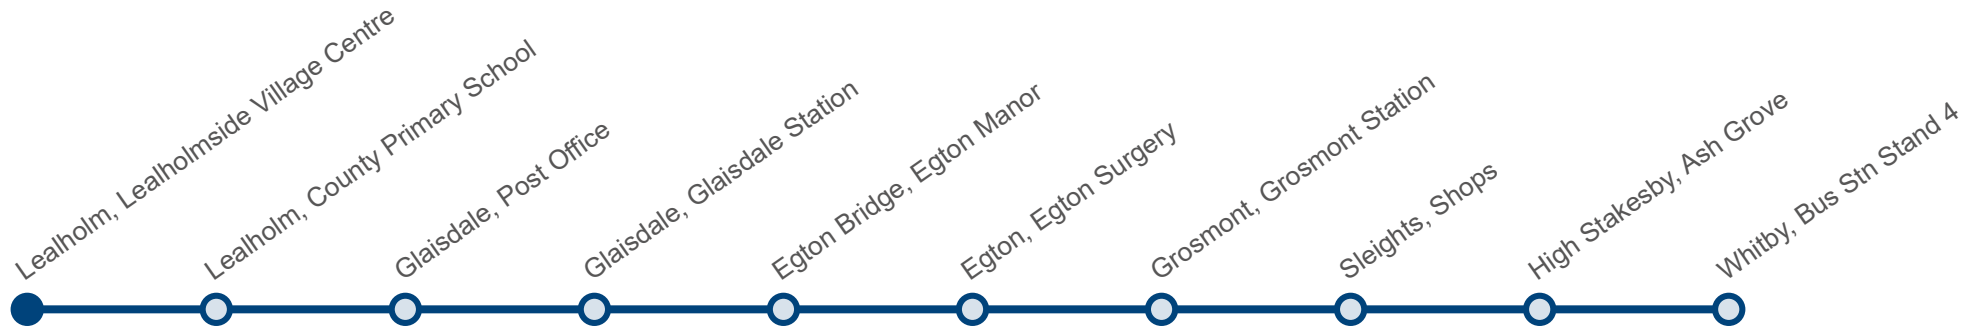 Lealholm, Lealholmside Village Centre
Lealholm, County Primary School
Glaisdale, Post Office
Glaisdale, Glaisdale Station
Egton Bridge, Egton Manor
Egton, Egton Surgery
Grosmont, Grosmont Station
Sleights, Shops
High Stakesby, Ash Grove
Whitby, Bus Stn Stand 4